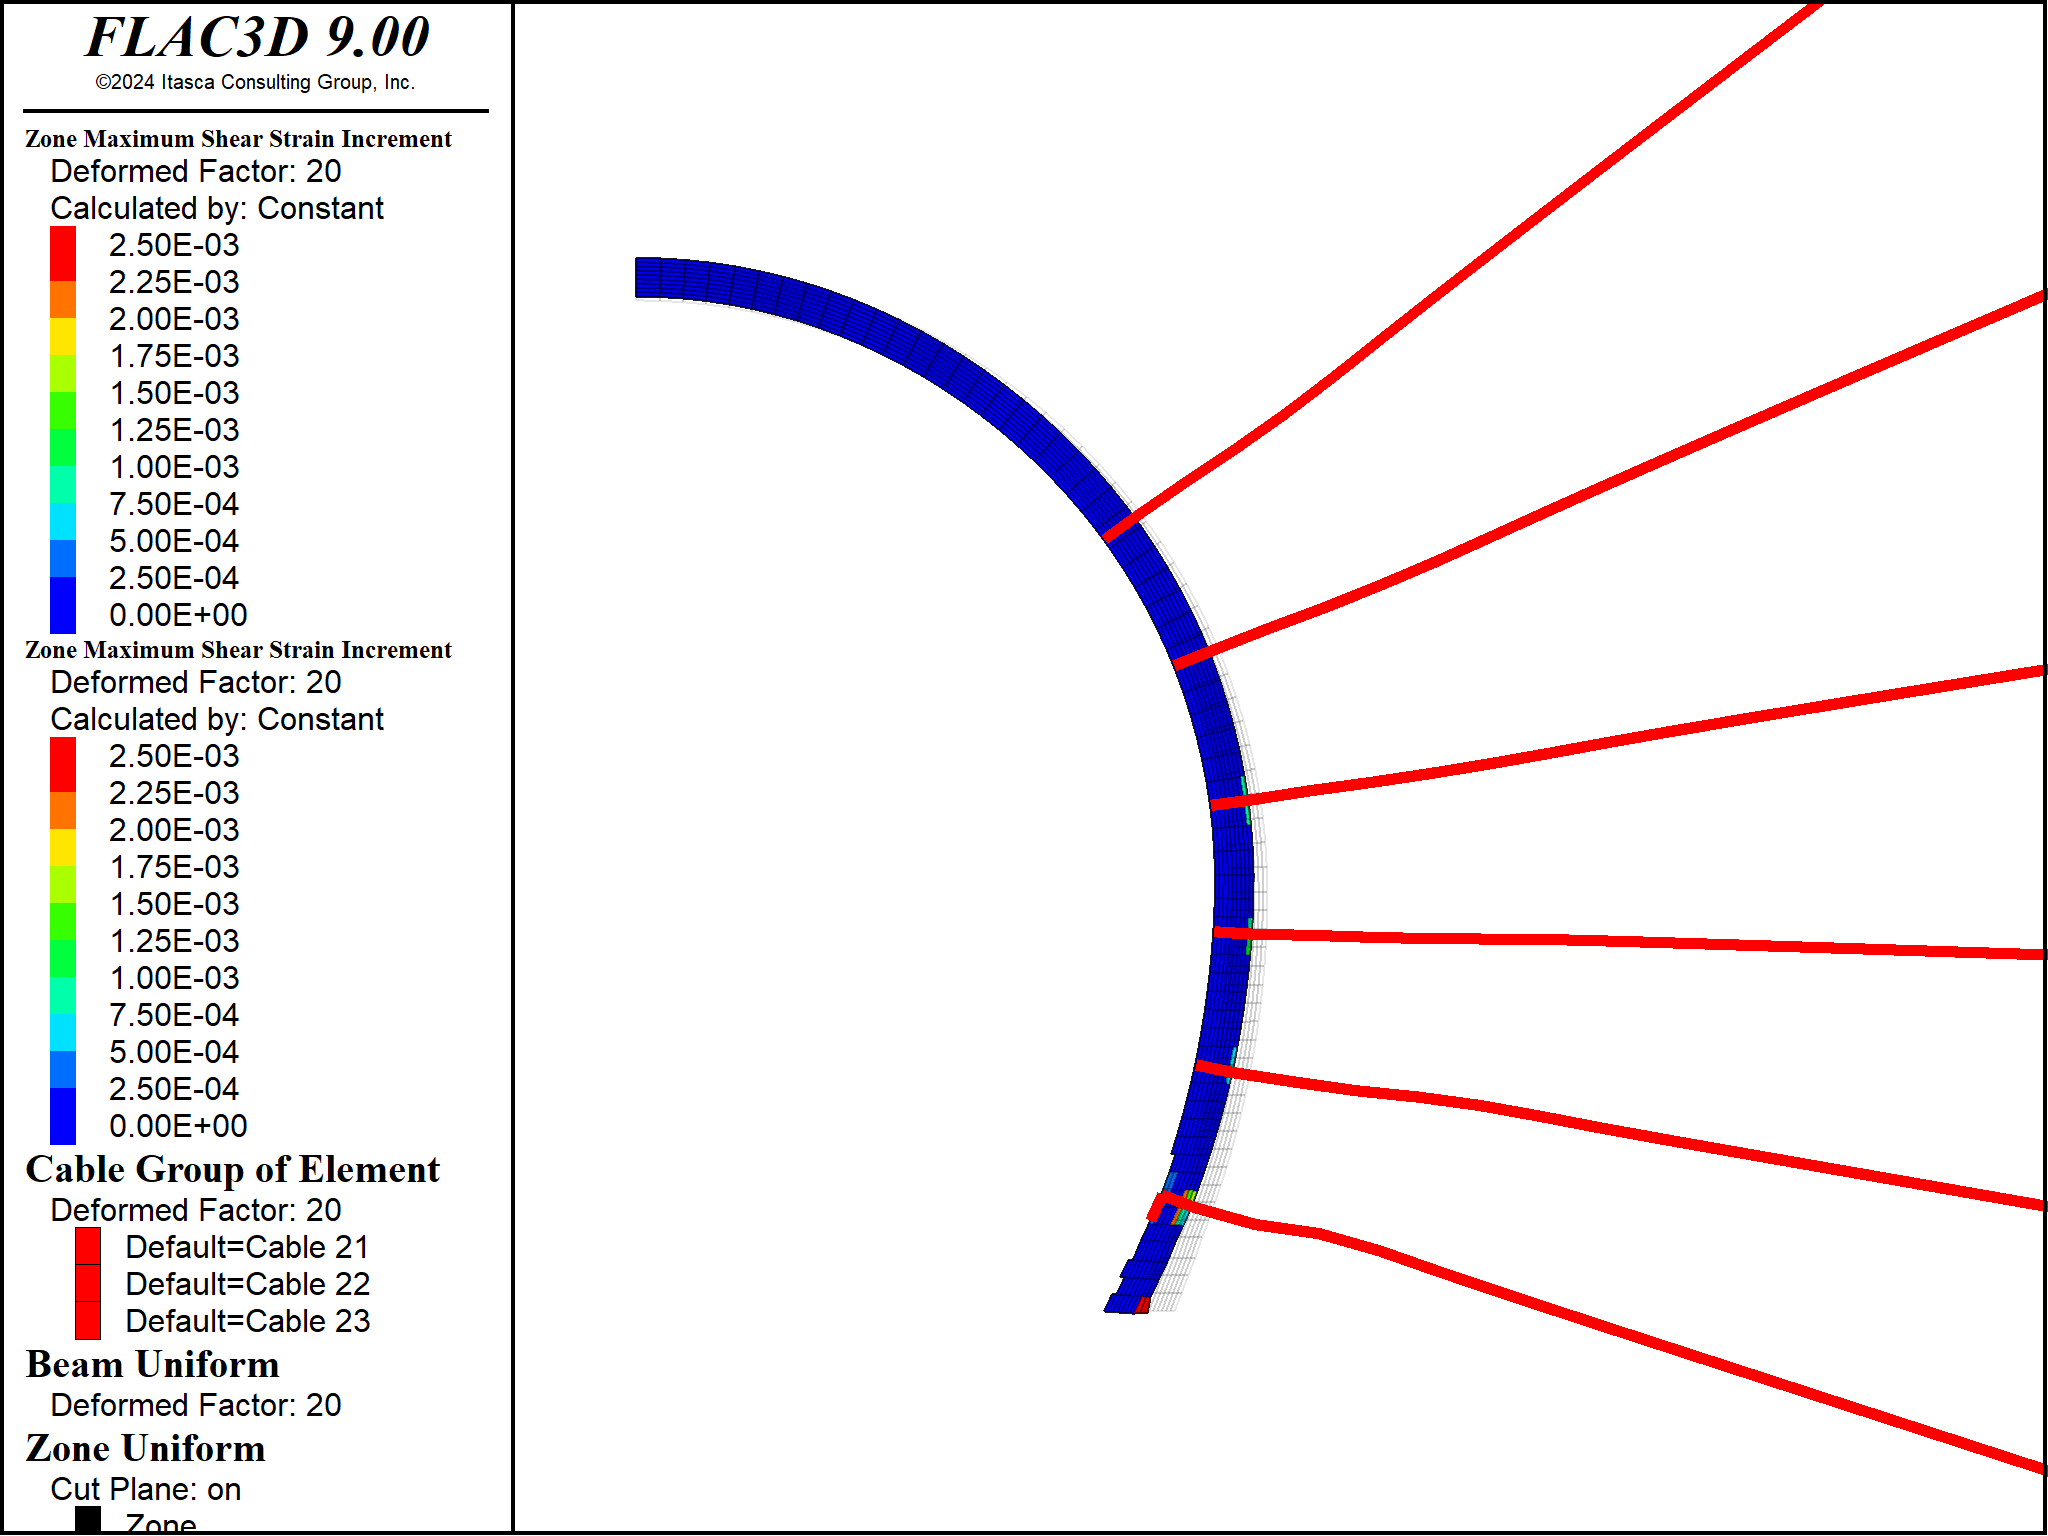 FLAC3D 9.00
©2024 Itasca Consulting Group, Inc.
Zone Maximum Shear Strain Increment
Deformed Factor: 20
Calculated by: Constant
2.50E-03
2.25E-03
2.00E-03
1.75E-03
1.50E-03
1.25E-03
1.00E-03
7.50E-04
5.00E-04
2.50E-04
0.00E+00
Zone Maximum Shear Strain Increment
Deformed Factor: 20
Calculated by: Constant
2.50E-03
2.25E-03
2.00E-03
1.75E-03
1.50E-03
1.25E-03
1.00E-03
7.50E-04
5.00E-04
2.50E-04
0.00E+00
Cable Group of Element
Deformed Factor: 20
Default=Cable 21
Default=Cable 22
Default=Cable 23
Beam Uniform
Deformed Factor: 20
Zone Uniform
Cut Plane: on
Zone